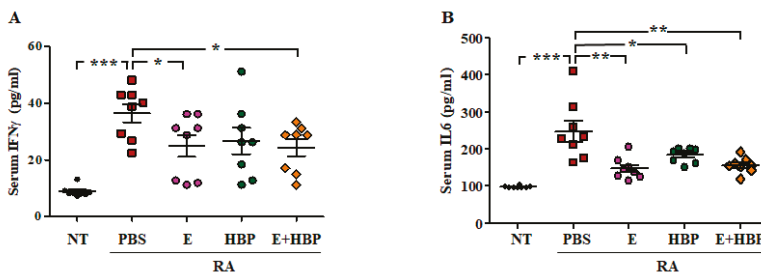 A
Serum IFNγ (pg/ml)
60
40
20
0
*** * *
NT PBS E HBP E+HBP
RA
B
Serum IL6 (pg/ml)
500
400
300
200
100
0
*** ** * **
NT PBS E HBP E+HBP
RA